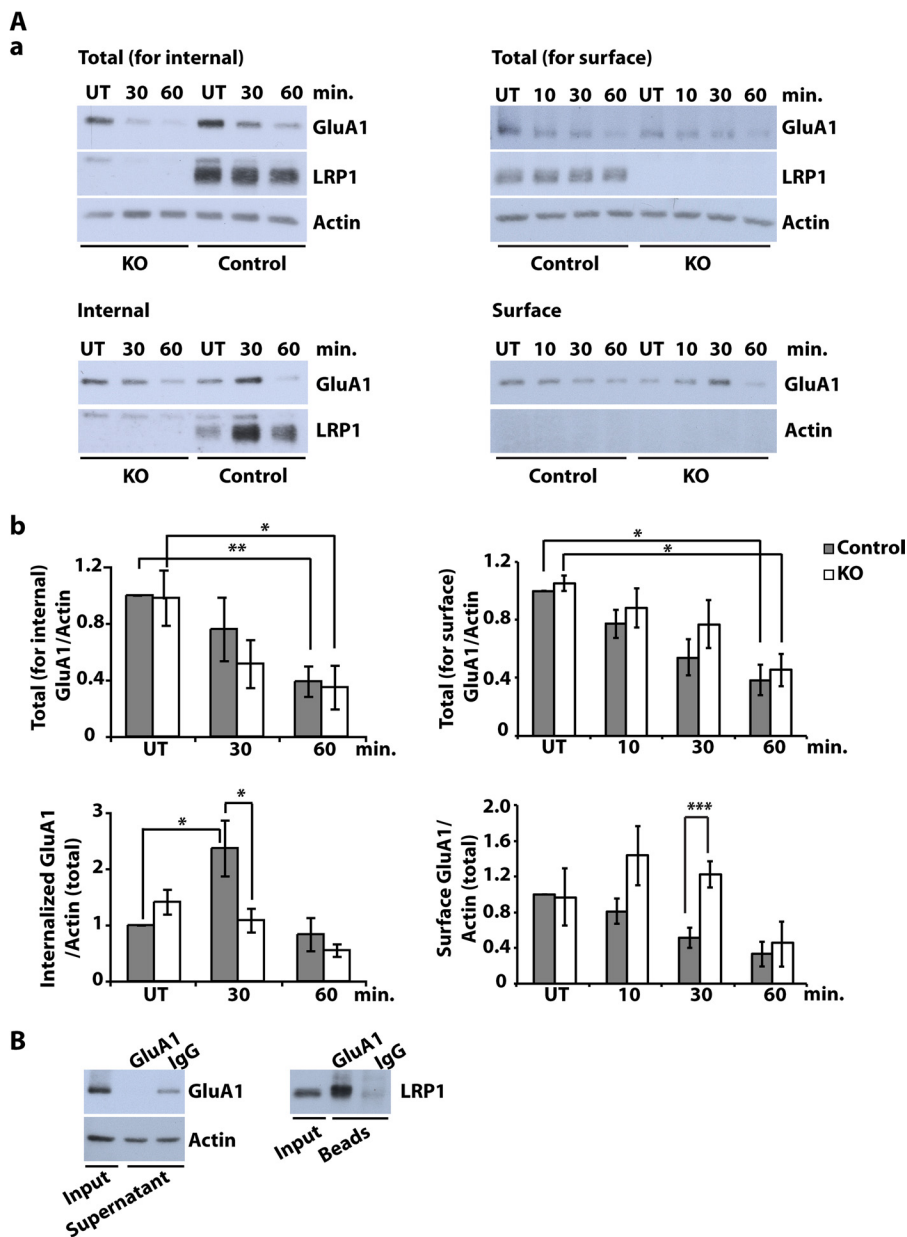 A
a
Total (for internal)
UT 30 60 UT 30 60 min.
GluA1
LRP1
Actin
KO Control
Total (for surface)
UT 10 30 60 UT 10 30 60 min.
GluA1
LRP1
Actin
Control KO
Internal
UT 30 60 UT 30 60 min.
GluA1
LRP1
KO Control
Surface
UT 10 30 60 UT 10 30 60 min.
GluA1
Actin
Control KO
b
Total (for internal)
GluA1/Actin
1.2
0.8
0.4
0
*
**
UT 30 60 min.
Total (for surface)
GluA1/Actin
1.2
0.8
0.4
0
*
*
UT 10 30 60 min.
Control
KO
Internalized GluA1
/Actin (total)
3
2
1
0
*
*
UT 30 60 min.
Surface GluA1/
Actin (total)
2.0
1.6
1.2
0.8
0.4
0
***
UT 10 30 60 min.
B
GluA1
IgG
GluA1
Actin
Input
Supernatant
GluA1
IgG
LRP1
Input
Beads